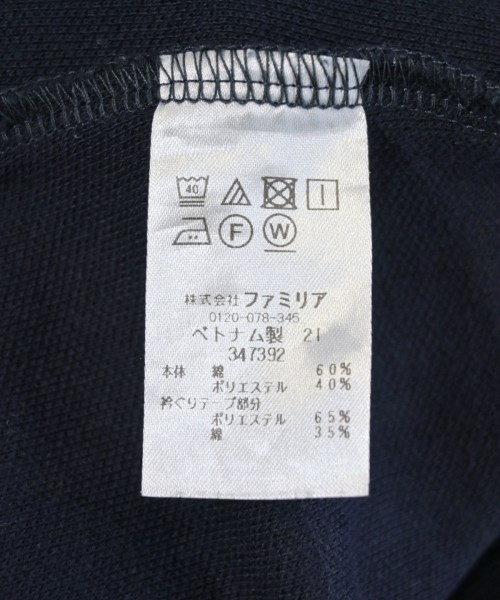 40
F W
株式会社 ファミリア
0120-078-345
ベトナム製 21
347392
本体 綿 60%
ポリエステル 40%
衿ぐりテープ部分
ポリエステル 65%
綿 35%